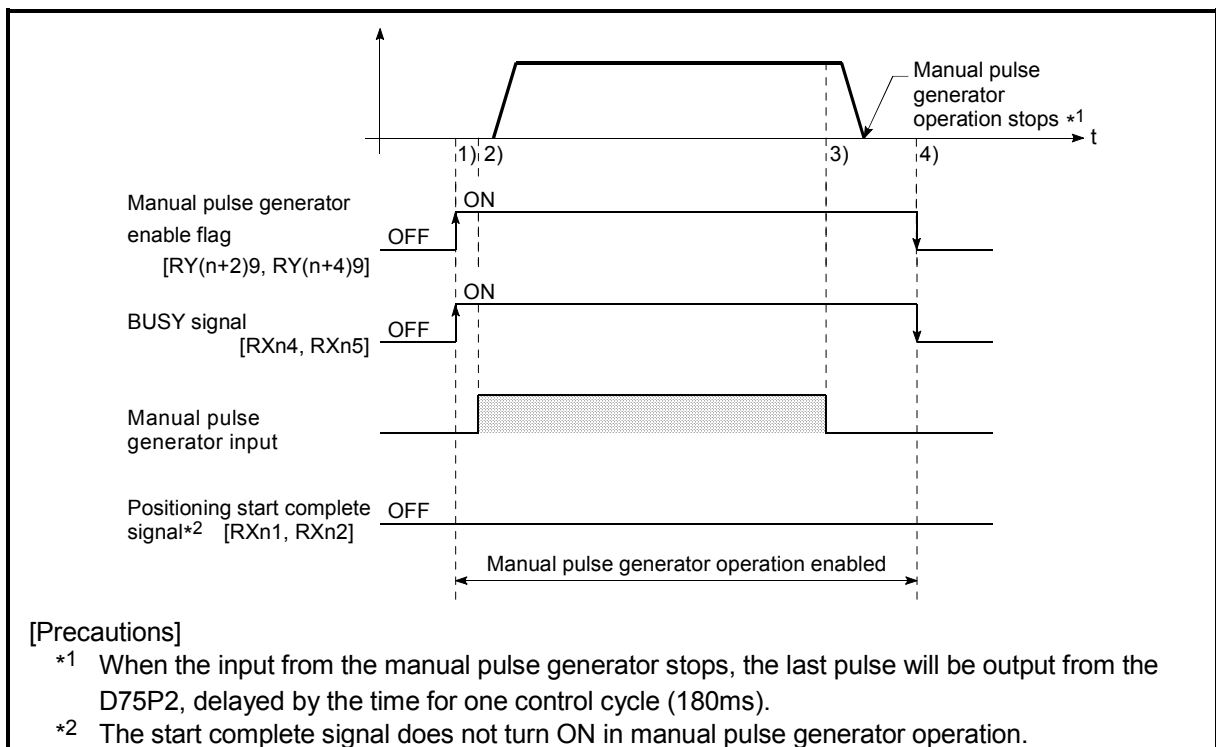 Manual pulse
generator
operation stops *1
t
1) 2) 3) 4)
Manual pulse generator
enable flag
[RY(n+2)9, RY(n+4)9]
OFF
ON
BUSY signal
[RXn4, RXn5]
OFF
ON
Manual pulse
generator input
Positioning start complete
signal*2 [RXn1, RXn2]
OFF
Manual pulse generator operation enabled
[Precautions]
*1 When the input from the manual pulse generator stops, the last pulse will be output from the
D75P2, delayed by the time for one control cycle (180ms).
*2 The start complete signal does not turn ON in manual pulse generator operation.